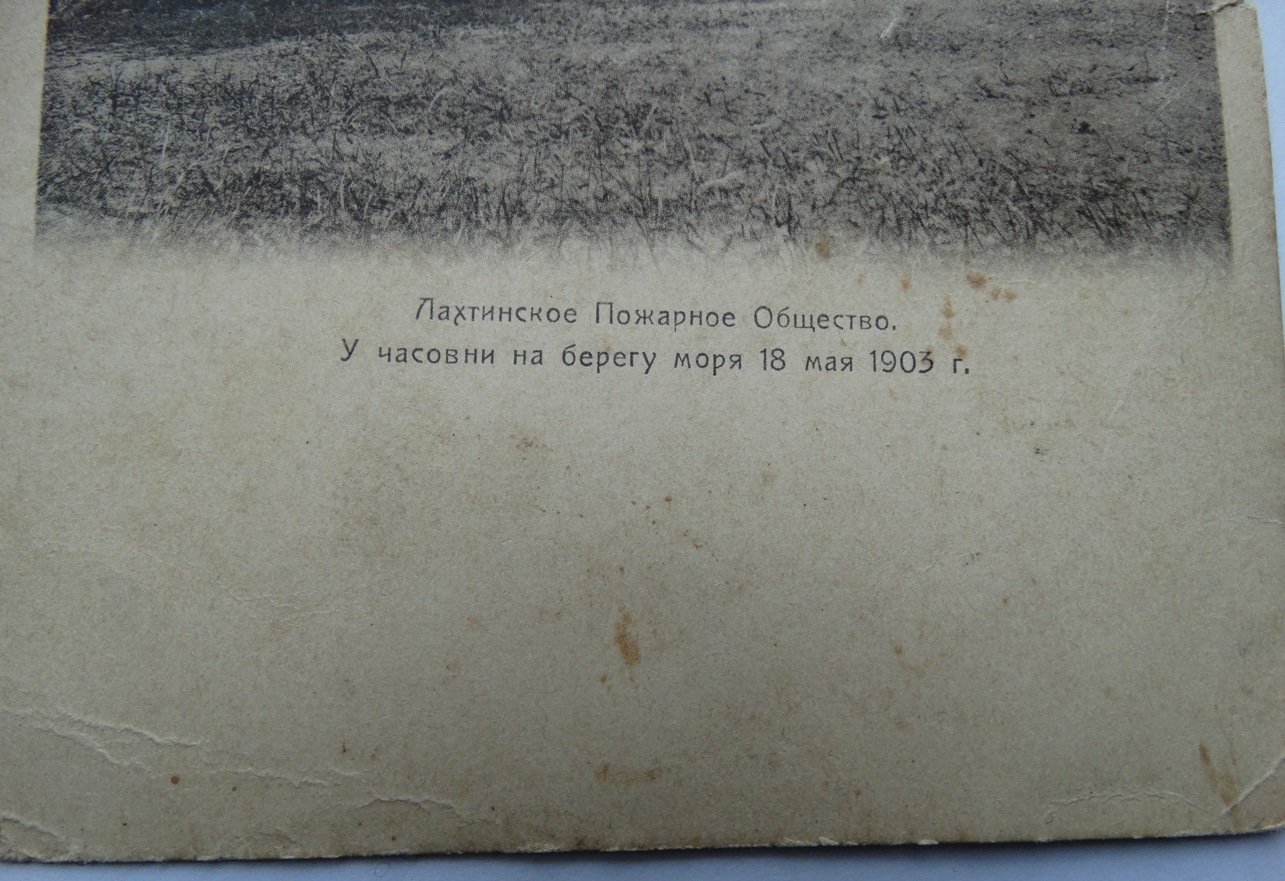 Лахтинское Пожарное Общество.
У часовни на берегу моря 18 мая 1903 г.